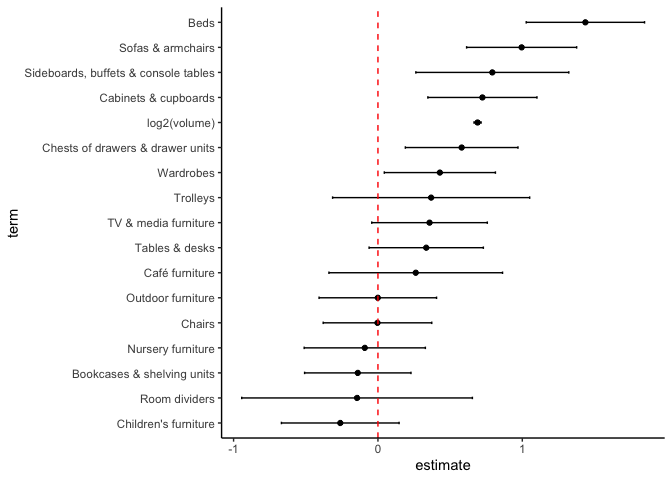 Beds
Sofas & armchairs
Sideboards, buffets & console tables
Cabinets & cupboards
log2(volume)
Chests of drawers & drawer units
Wardrobes
Trolleys
TV & media furniture
Tables & desks
Café furniture
Outdoor furniture
Chairs
Nursery furniture
Bookcases & shelving units
Room dividers
Children's furniture
term
-1 0 1
estimate